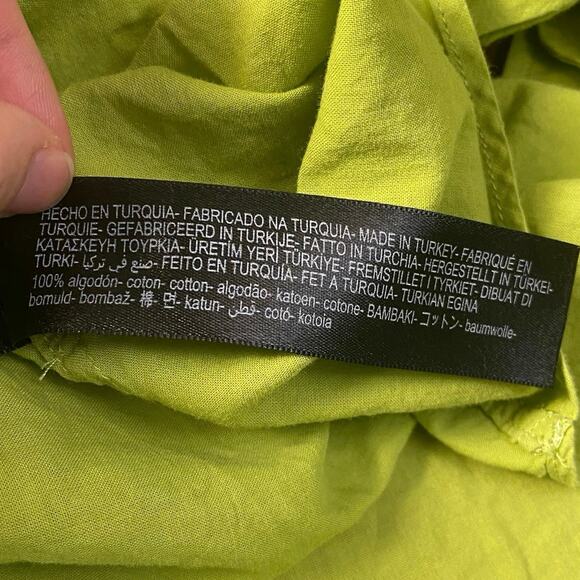 HECHO EN TURQUIA- FABRICADO NA TURQUIA- MADE IN TURKEY- FABRIQUÉ EN
TURQUIE- GEFABRICEERD IN TURKIJE- FATTO IN TURCHIA- HERGESTELLT IN TÜRKEI-
ΚΑΤΑΣΚΕΥΗ ΤΟΥΡΚΙΑ- ÜRETİM YERİ TÜRKİYE- FREMSTILLET I TYRKIET- DIBUAT DI
TURKI- صنع في تركيا- FEITO EN TURQUÍA- FET A TURQUIA- TURKIAN EGINA
100% algodón- coton- cotton- algodão- katoen- cotone- BAMBAKI- コットン- baumwolle-
bomuld- bombaž- 棉- 면- katun- قطن- cotó- kotoia